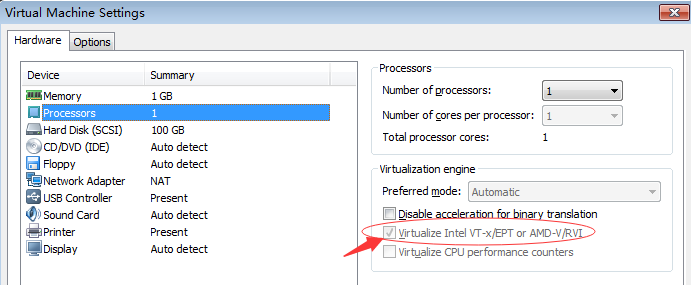 Virtual Machine Settings
Hardware Options
Device Summary
Memory 1 GB
Processors 1
Hard Disk (SCSI) 100 GB
CD/DVD (IDE) Auto detect
Floppy Auto detect
Network Adapter NAT
USB Controller Present
Sound Card Auto detect
Printer Present
Display Auto detect
Processors
Number of processors: 1
Number of cores per processor: 1
Total processor cores: 1
Virtualization engine
Preferred mode: Automatic
Disable acceleration for binary translation
Virtualize Intel VT-x/EPT or AMD-V/RVI
Virtualize CPU performance counters